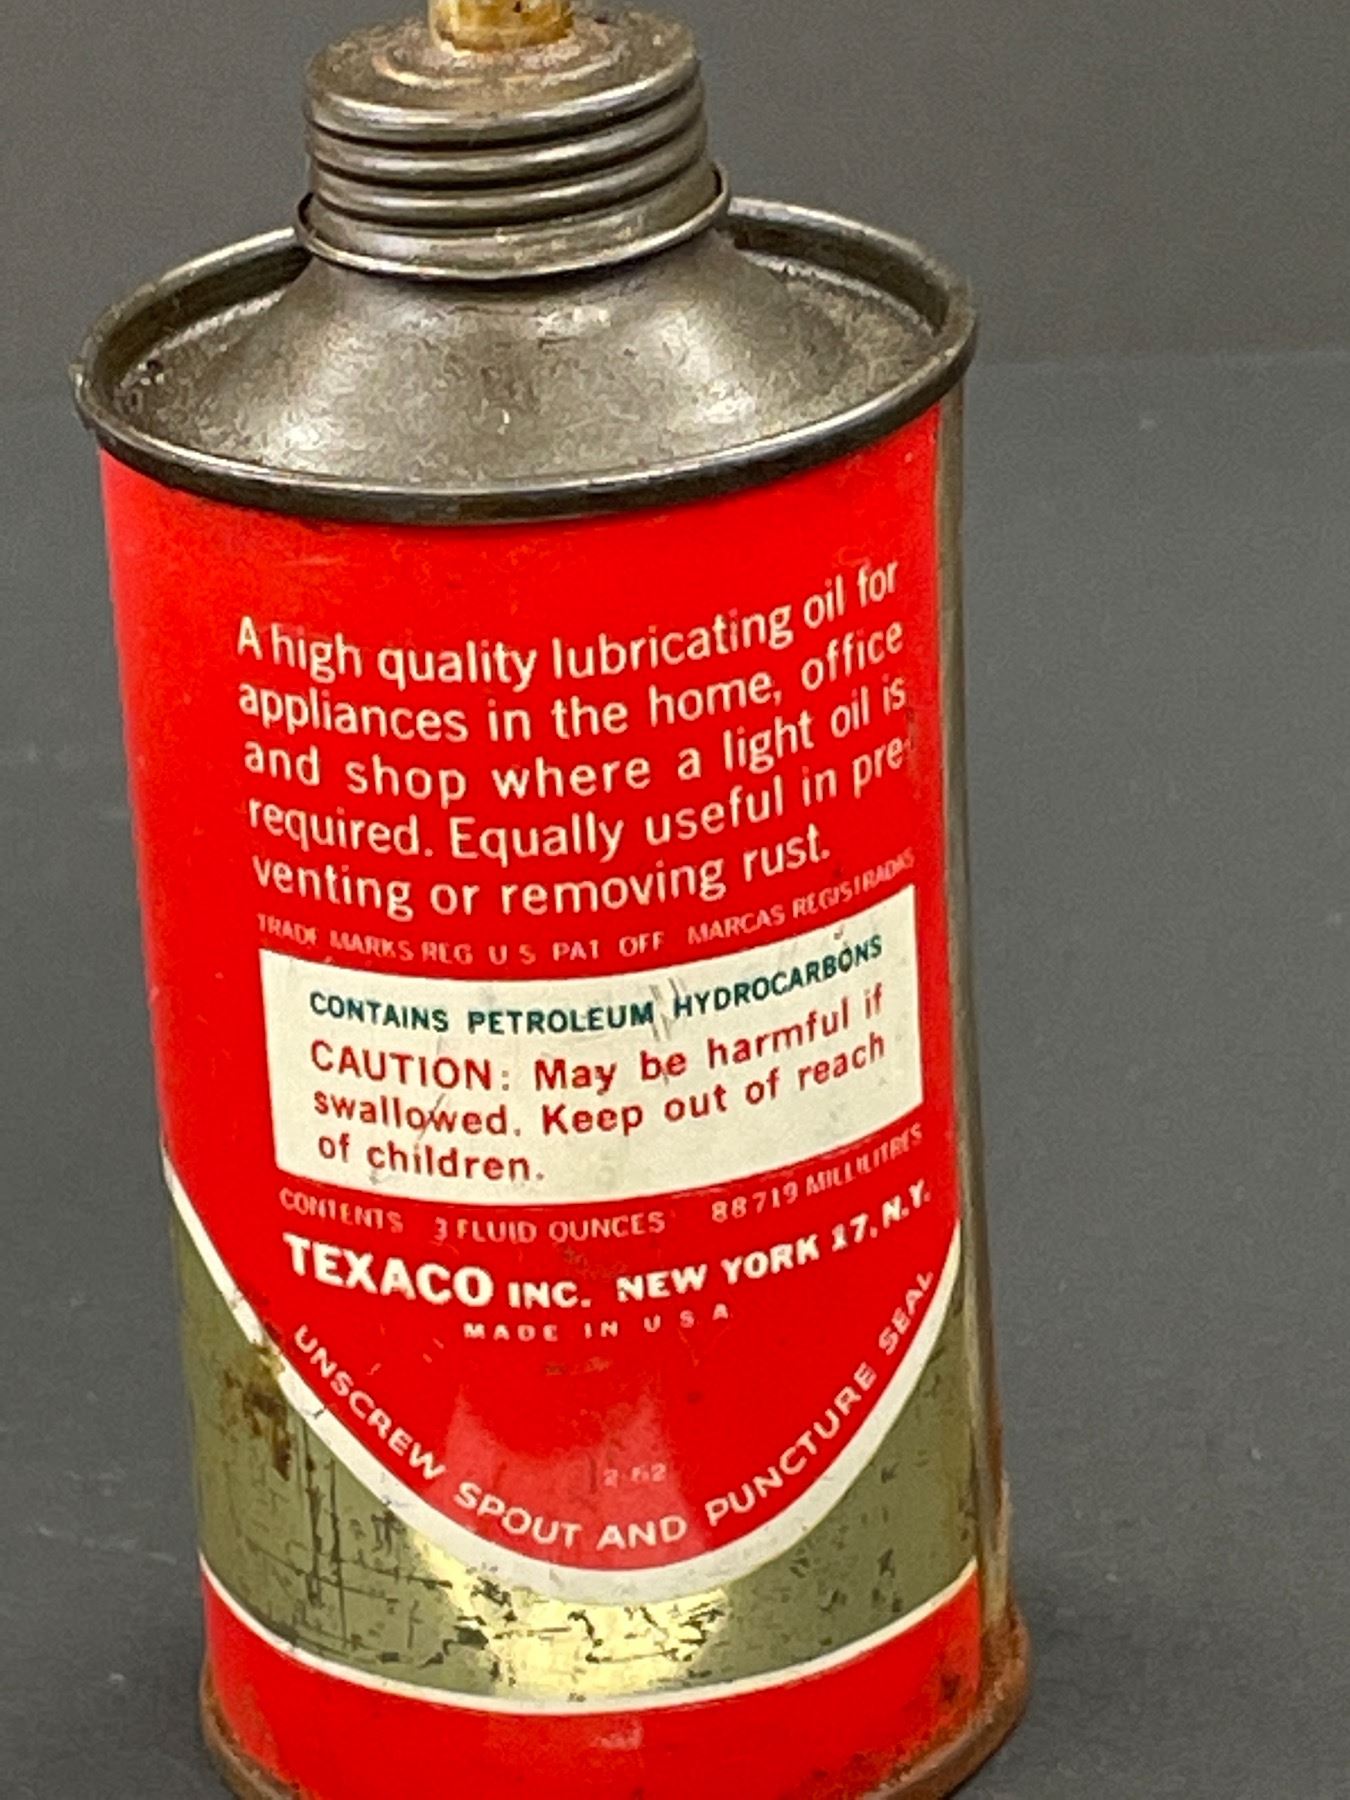 A high quality lubricating oil for
appliances in the home, office
and shop where a light oil is
required. Equally useful in pre-
venting or removing rust.
TRADE MARKS REG U S PAT OFF MARCAS REGISTRADAS
CONTAINS PETROLEUM HYDROCARBONS
CAUTION: May be harmful if
swallowed. Keep out of reach
of children.
CONTENTS 3 FLUID OUNCES 88 719 MILLILITRES
TEXACO INC. NEW YORK 17, N.Y.
MADE IN U S A
2-62
UNSCREW SPOUT AND PUNCTURE SEAL